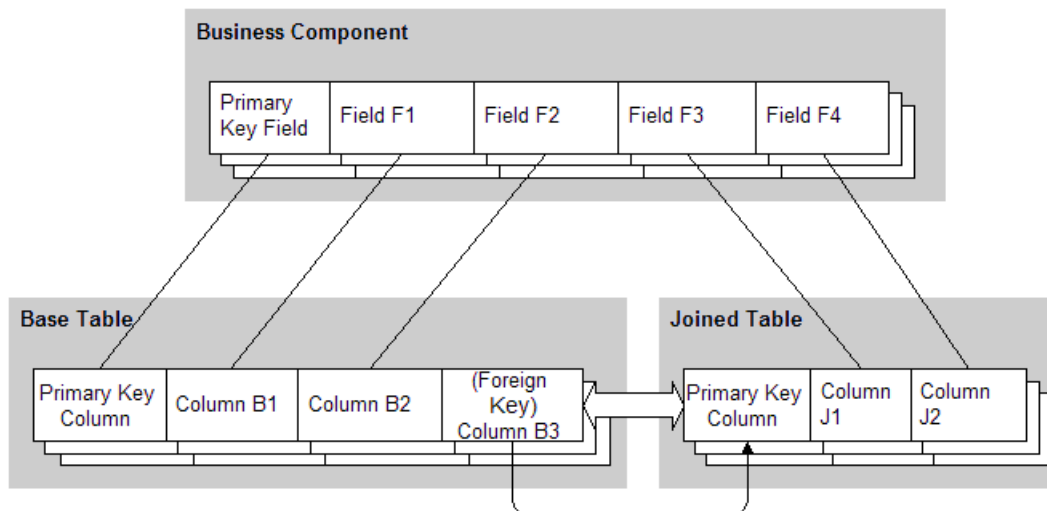 Business Component
Primary
Key Field
Field F1
Field F2
Field F3
Field F4
Base Table
Primary Key
Column
Column B1
Column B2
(Foreign
Key)
Column B3
Joined Table
Primary Key
Column
Column
J1
Column
J2